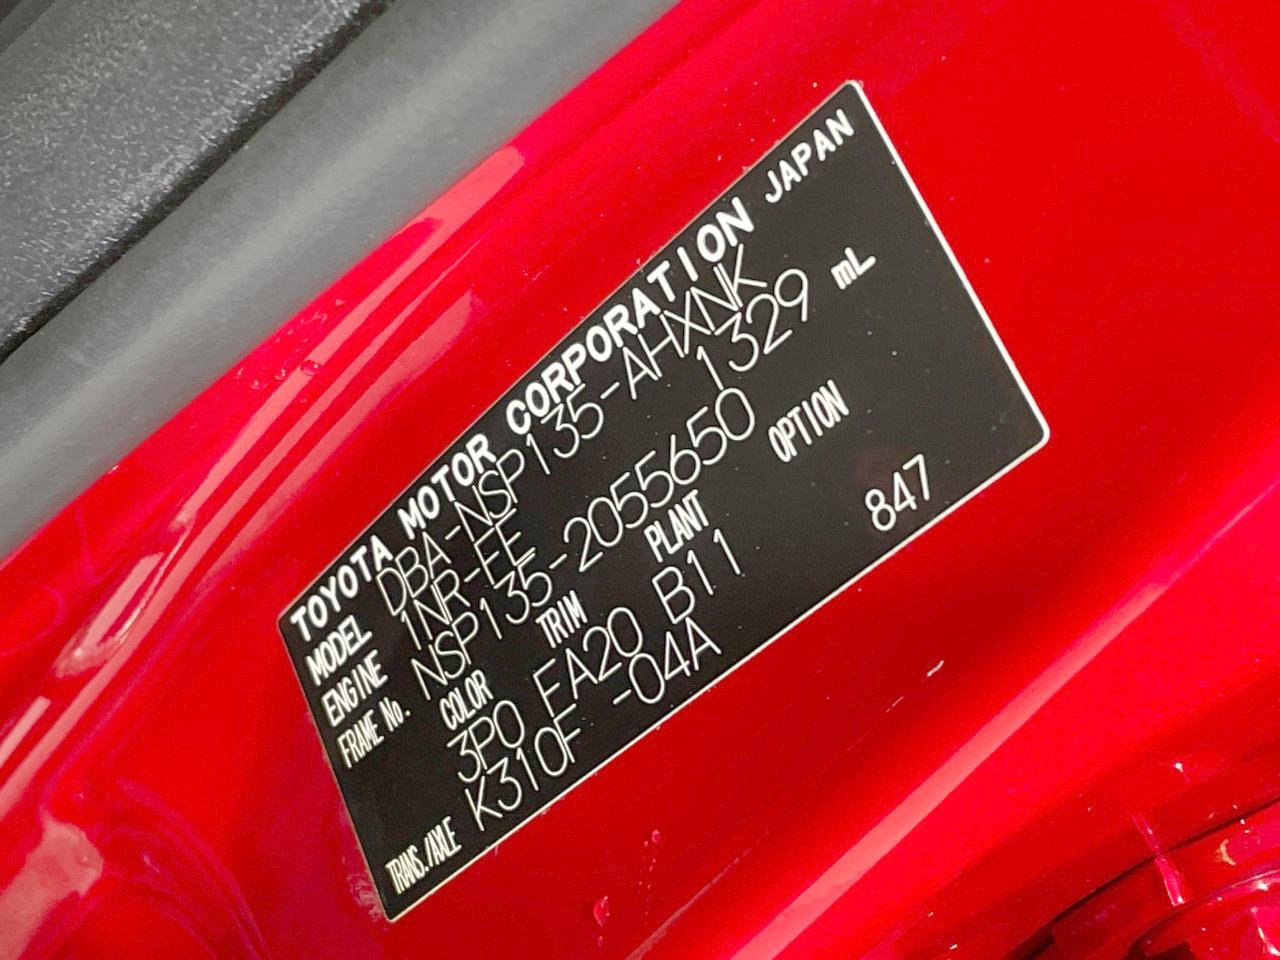 TOYOTA MOTOR CORPORATION JAPAN
MODEL DBA-NSP135-AHXNK
ENGINE 1NR-FE 1329 mL
FRAME No. NSP135-2055650
COLOR TRIM PLANT OPTION
3P0 FA20 B11 847
TRANS./AXLE K310F -04A